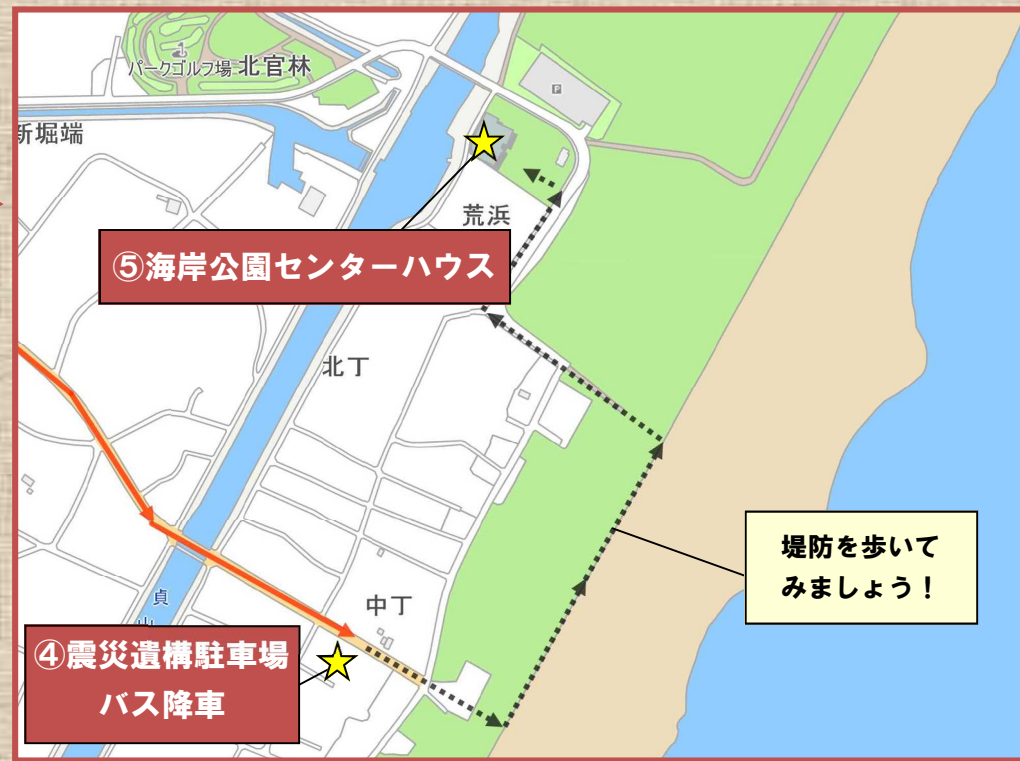 パークゴルフ場 北官林
新堀端
P
荒浜
⑤海岸公園センターハウス
北丁
堤防を歩いて
みましょう！
中丁
貞
山
④震災遺構駐車場
バス降車